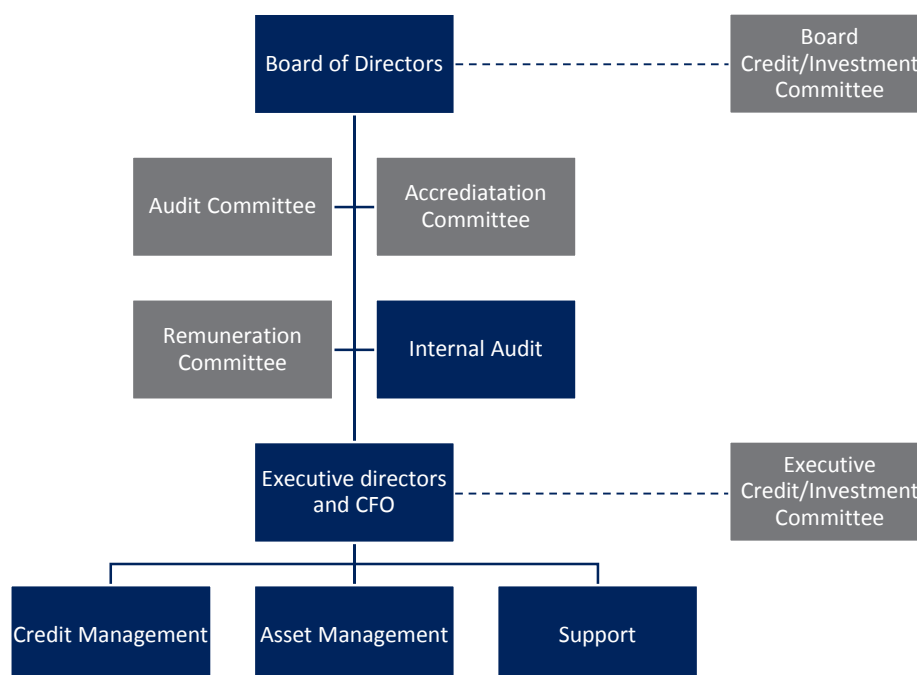 Board of Directors
Board
Credit/Investment
Committee
Audit Committee
Accrediatation
Committee
Remuneration
Committee
Internal Audit
Executive directors
and CFO
Executive
Credit/Investment
Committee
Credit Management
Asset Management
Support